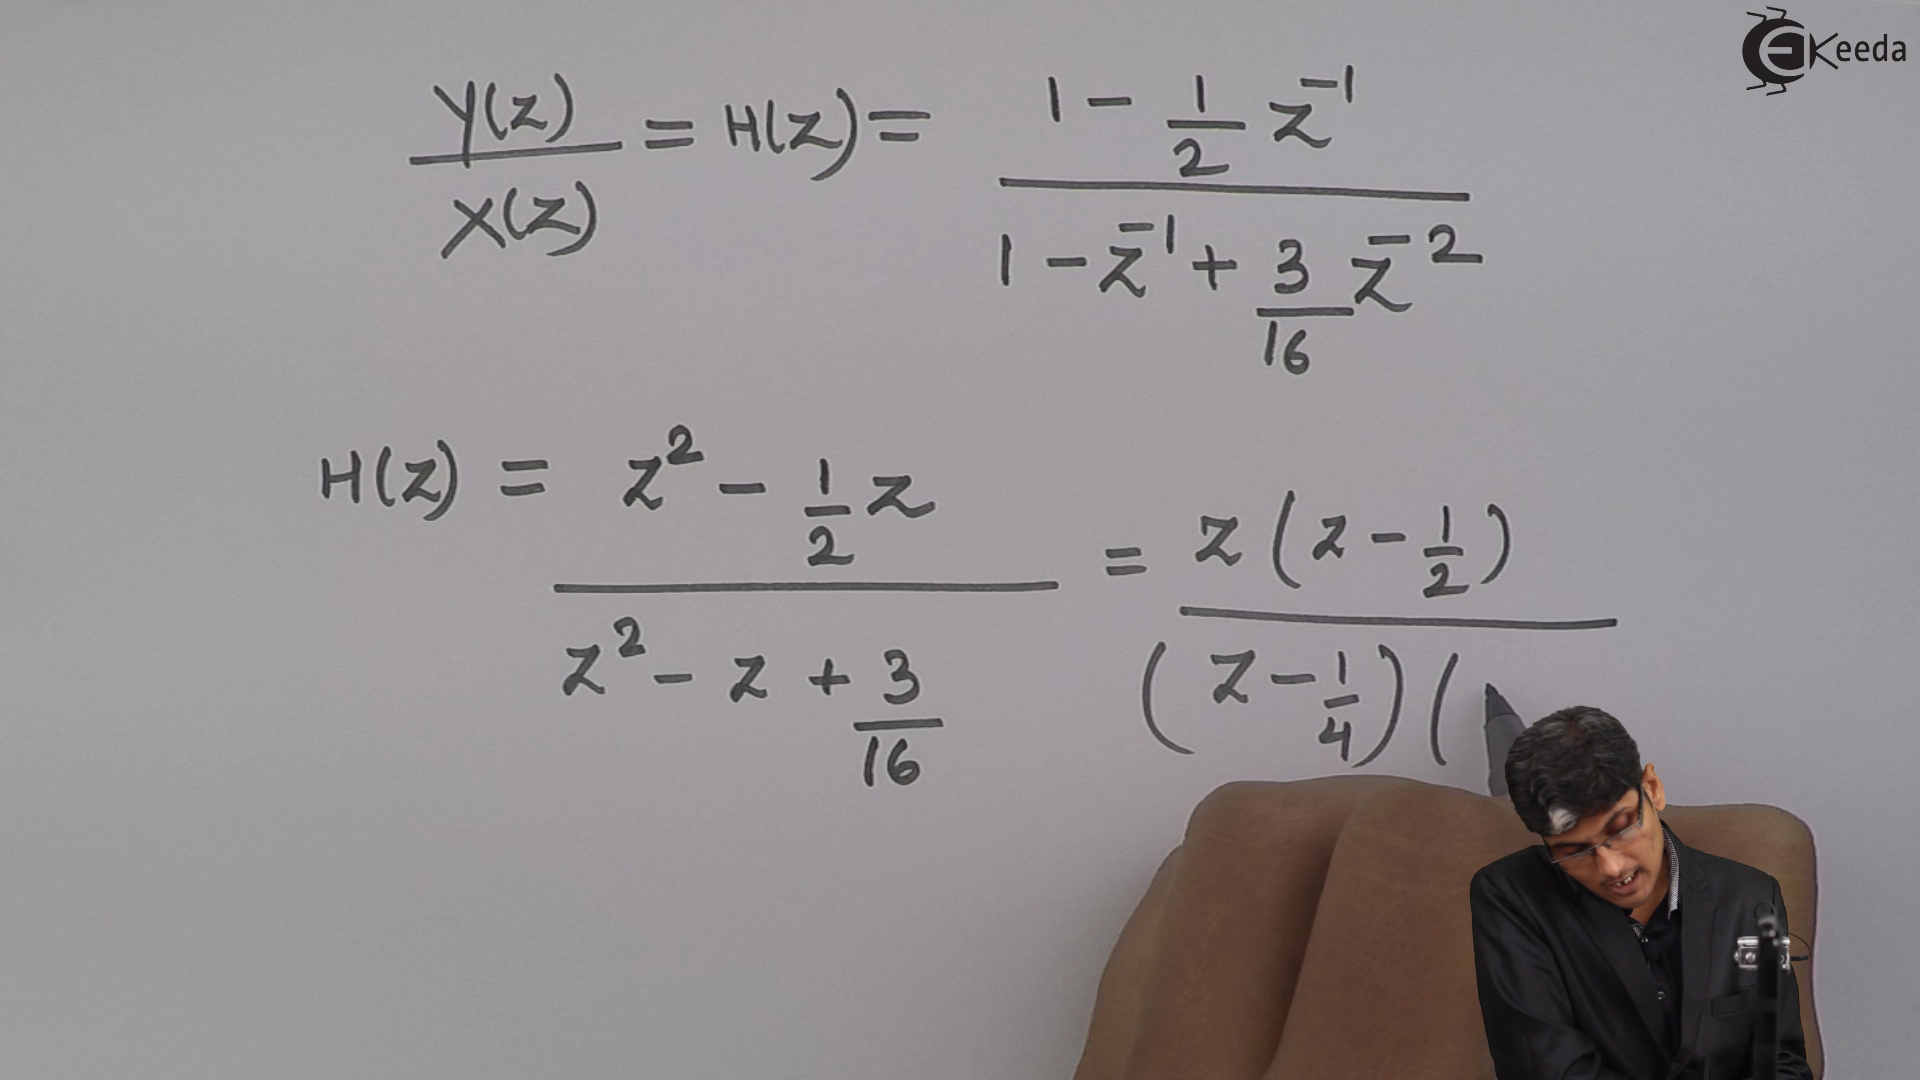 Keeda
Y(z)/X(z) = H(z) = (1 - 1/2 z^-1)/(1 - z^-1 + 3/16 z^-2)
H(z) = (z^2 - 1/2 z)/(z^2 - z + 3/16) = z(z - 1/2)/(z - 1/4)(